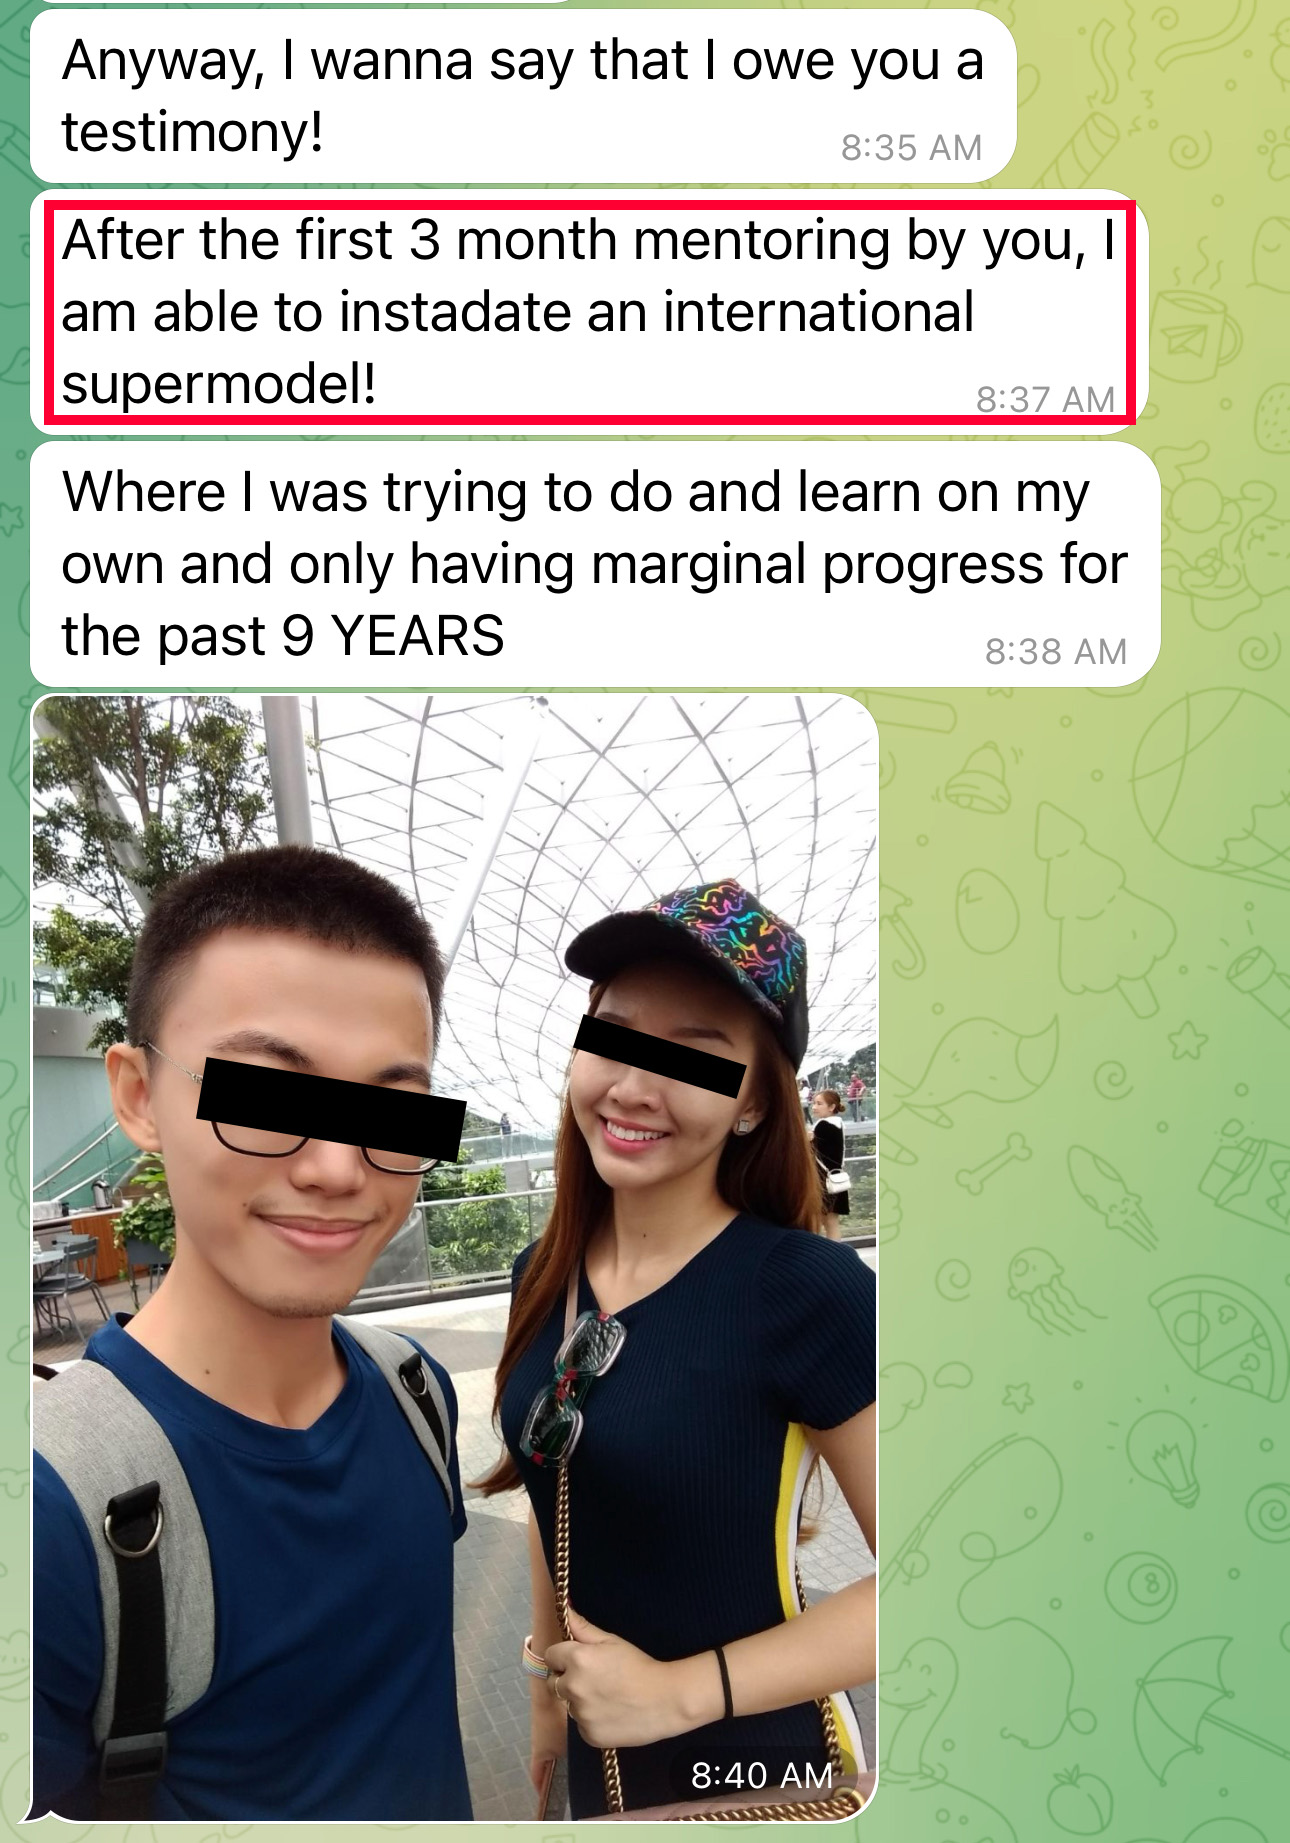 Anyway, I wanna say that I owe you a
testimony!
8:35 AM
After the first 3 month mentoring by you, I
am able to instadate an international
supermodel!
8:37 AM
Where I was trying to do and learn on my
own and only having marginal progress for
the past 9 YEARS
8:38 AM
8:40 AM